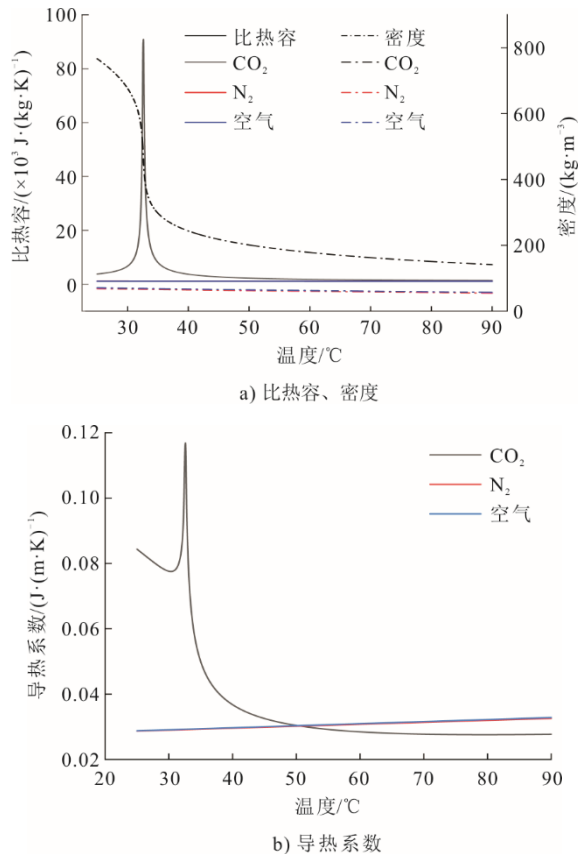 比热容 密度
CO₂ CO₂
N₂ N₂
空气 空气
比热容/(×10³ J·(kg·K)⁻¹)
100
80
60
40
20
0
密度/(kg·m⁻³)
800
600
400
200
0
30 40 50 60 70 80 90
温度/℃
a) 比热容、密度
CO₂
N₂
空气
导热系数/(J·(m·K)⁻¹)
0.12
0.10
0.08
0.06
0.04
0.02
20 30 40 50 60 70 80 90
温度/℃
b) 导热系数